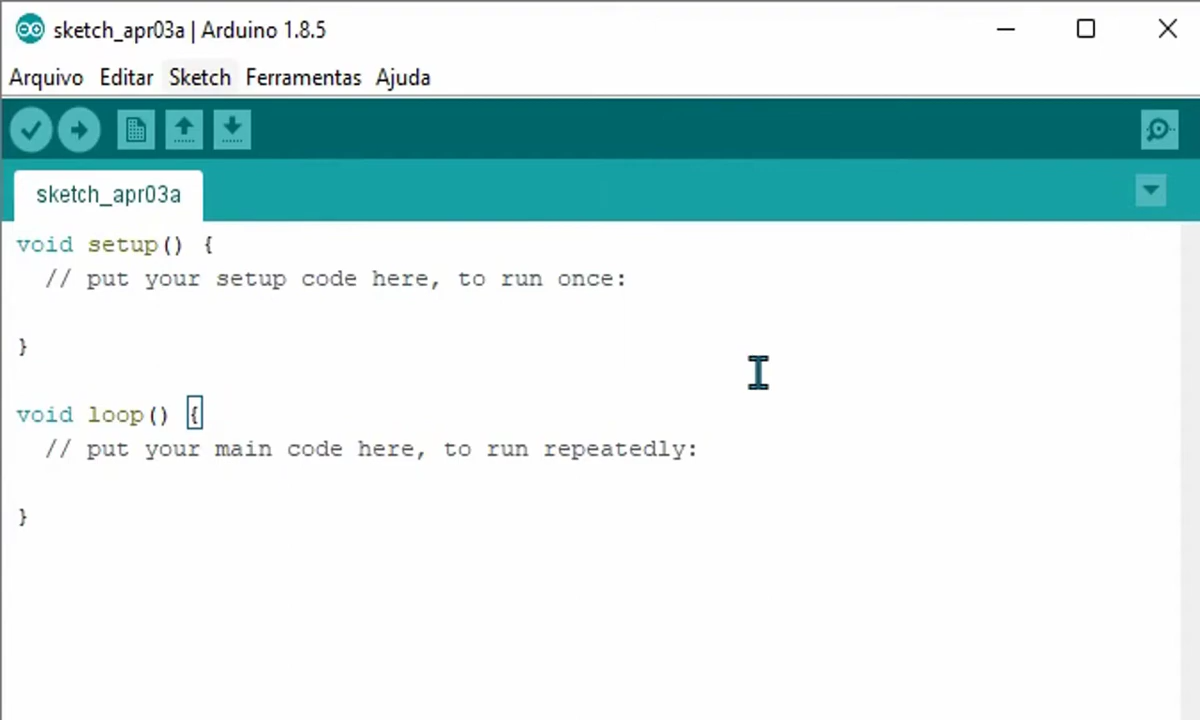 sketch_apr03a | Arduino 1.8.5
Arquivo Editar Sketch Ferramentas Ajuda
sketch_apr03a
void setup() {
  // put your setup code here, to run once:
}
void loop() {
  // put your main code here, to run repeatedly:
}